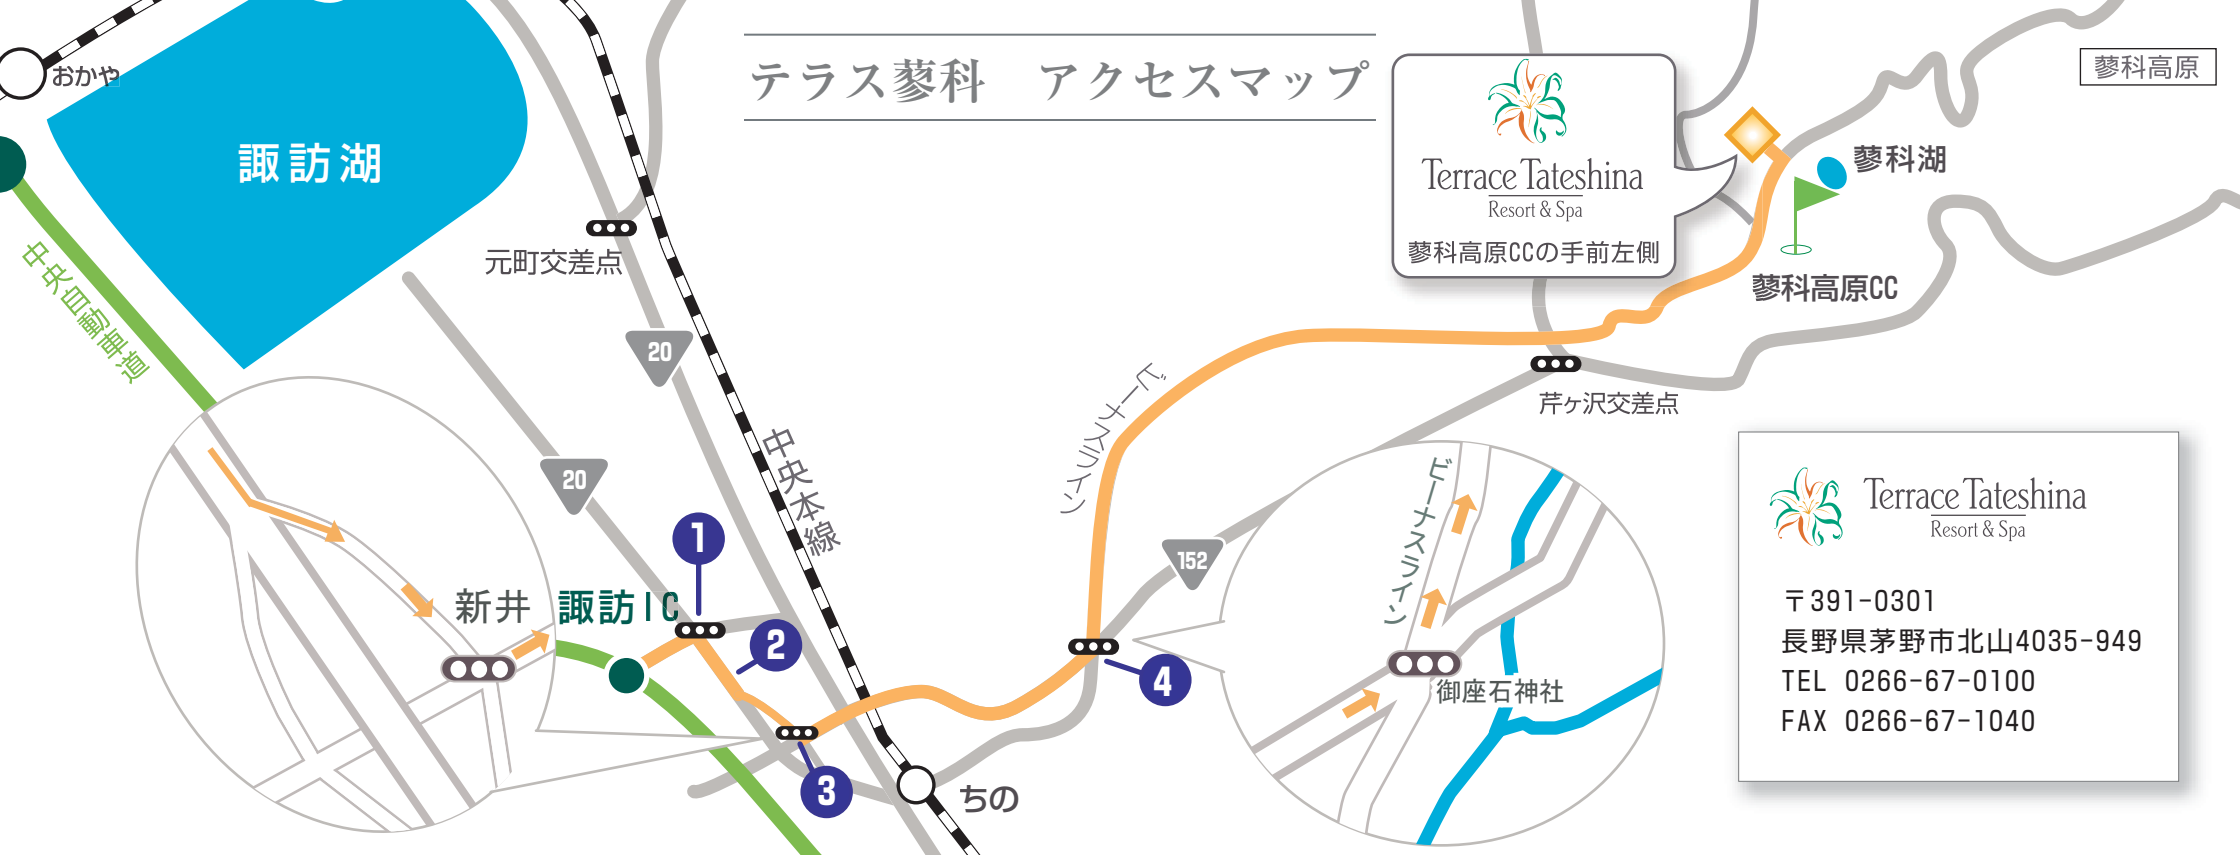 テラス蓼科　アクセスマップ
おかや
諏訪湖
中央自動車道
元町交差点
20
20
中央本線
新井
諏訪IC
1
2
3
4
ちの
ビーナスライン
152
Terrace Tateshina
Resort & Spa
蓼科高原CCの手前左側
蓼科高原
蓼科湖
蓼科高原CC
芹ヶ沢交差点
ビーナスライン
御座石神社
Terrace Tateshina
Resort & Spa
〒391-0301
長野県茅野市北山4035-949
TEL 0266-67-0100
FAX 0266-67-1040